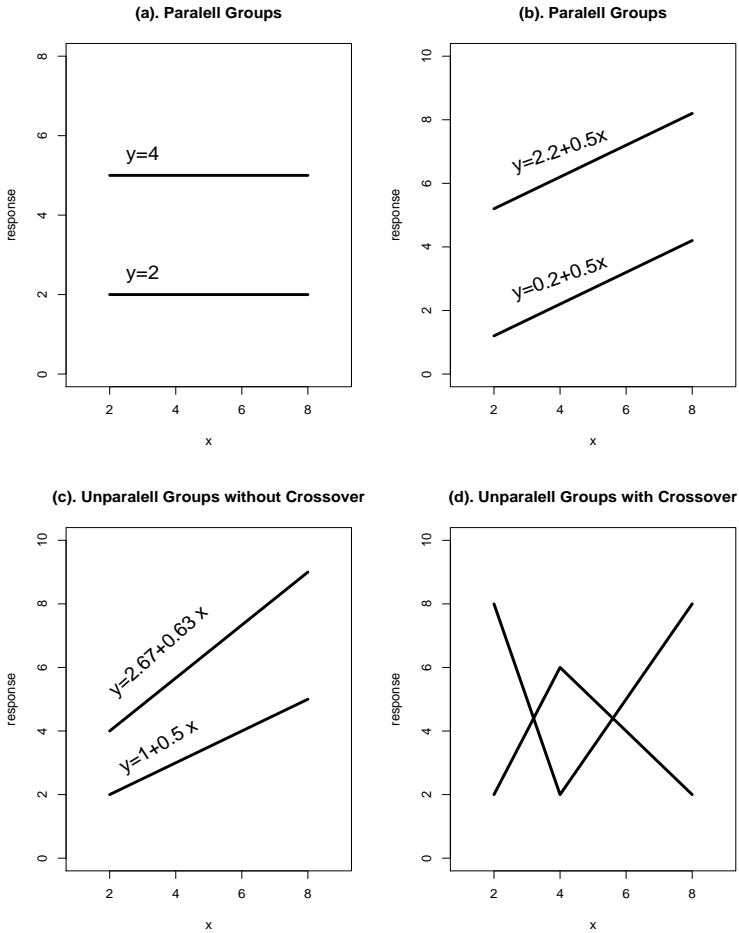 (a). Paralell Groups
response
8
6
4
2
0
y=4
y=2
2 4 6 8
x
(b). Paralell Groups
response
10
8
6
4
2
0
y=2.2+0.5x
y=0.2+0.5x
2 4 6 8
x
(c). Unparalell Groups without Crossover
response
10
8
6
4
2
0
y=2.67+0.63 x
y=1+0.5 x
2 4 6 8
x
(d). Unparalell Groups with Crossover
response
10
8
6
4
2
0
2 4 6 8
x